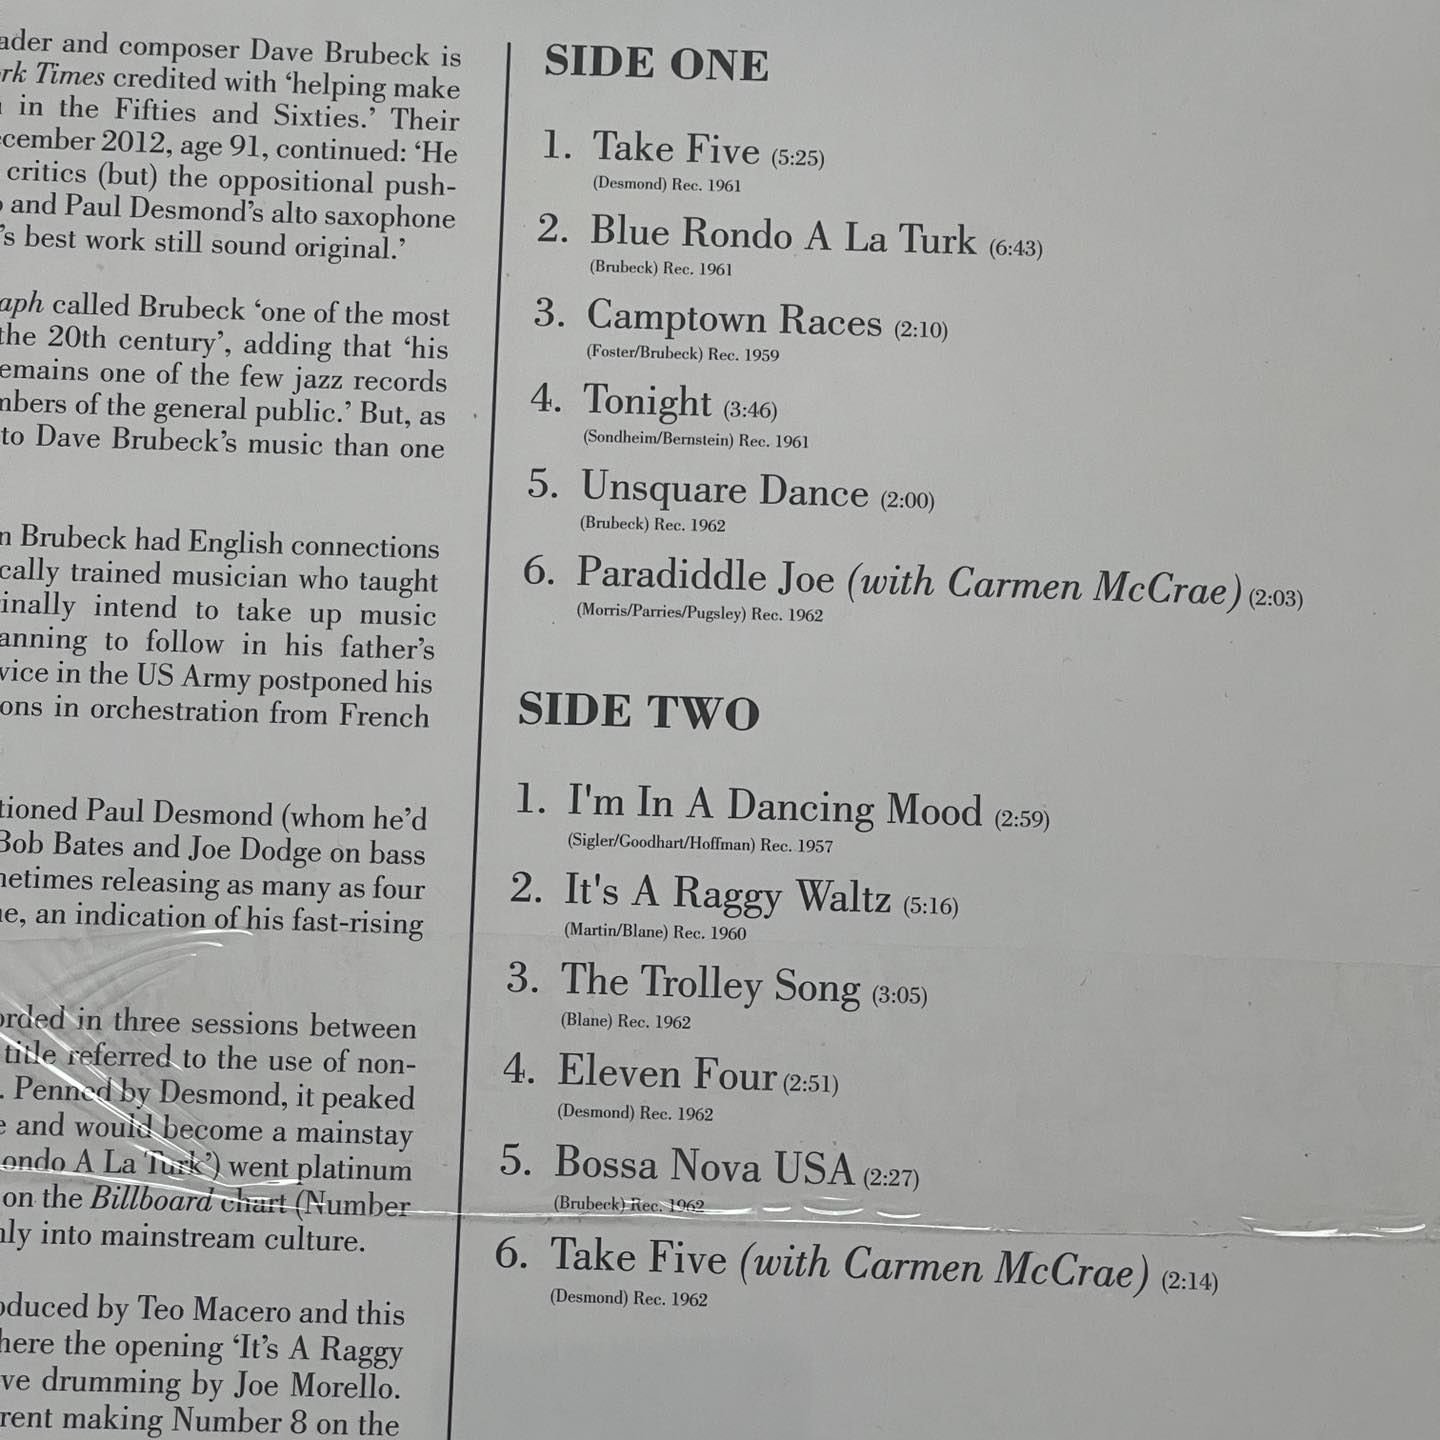 ader and composer Dave Brubeck is
rk Times credited with ‘helping make
in the Fifties and Sixties.’ Their
cember 2012, age 91, continued: ‘He
critics (but) the oppositional push-
and Paul Desmond’s alto saxophone
’s best work still sound original.’
aph called Brubeck ‘one of the most
the 20th century’, adding that ‘his
emains one of the few jazz records
mbers of the general public.’ But, as
to Dave Brubeck’s music than one
n Brubeck had English connections
cally trained musician who taught
inally intend to take up music
anning to follow in his father’s
vice in the US Army postponed his
ons in orchestration from French
tioned Paul Desmond (whom he’d
Bob Bates and Joe Dodge on bass
netimes releasing as many as four
e, an indication of his fast-rising
orded in three sessions between
title referred to the use of non-
. Penned by Desmond, it peaked
e and would become a mainstay
ondo A La Turk’) went platinum
on the Billboard chart (Number
nly into mainstream culture.
oduced by Teo Macero and this
here the opening ‘It’s A Raggy
ve drumming by Joe Morello.
rent making Number 8 on the
SIDE ONE
1. Take Five (5:25)
(Desmond) Rec. 1961
2. Blue Rondo A La Turk (6:43)
(Brubeck) Rec. 1961
3. Camptown Races (2:10)
(Foster/Brubeck) Rec. 1959
4. Tonight (3:46)
(Sondheim/Bernstein) Rec. 1961
5. Unsquare Dance (2:00)
(Brubeck) Rec. 1962
6. Paradiddle Joe (with Carmen McCrae) (2:03)
(Morris/Parries/Pugsley) Rec. 1962
SIDE TWO
1. I'm In A Dancing Mood (2:59)
(Sigler/Goodhart/Hoffman) Rec. 1957
2. It's A Raggy Waltz (5:16)
(Martin/Blane) Rec. 1960
3. The Trolley Song (3:05)
(Blane) Rec. 1962
4. Eleven Four (2:51)
(Desmond) Rec. 1962
5. Bossa Nova USA (2:27)
(Brubeck) Rec. 1962
6. Take Five (with Carmen McCrae) (2:14)
(Desmond) Rec. 1962